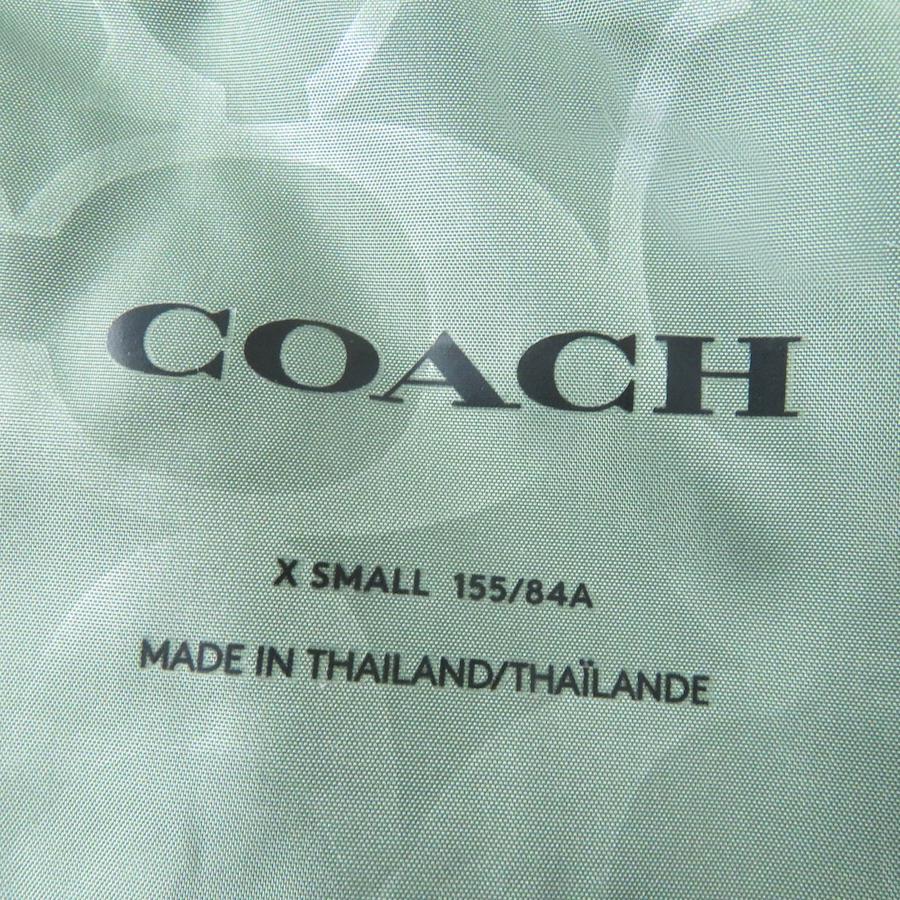 COACH
X SMALL 155/84A
MADE IN THAILAND/THAÏLANDE